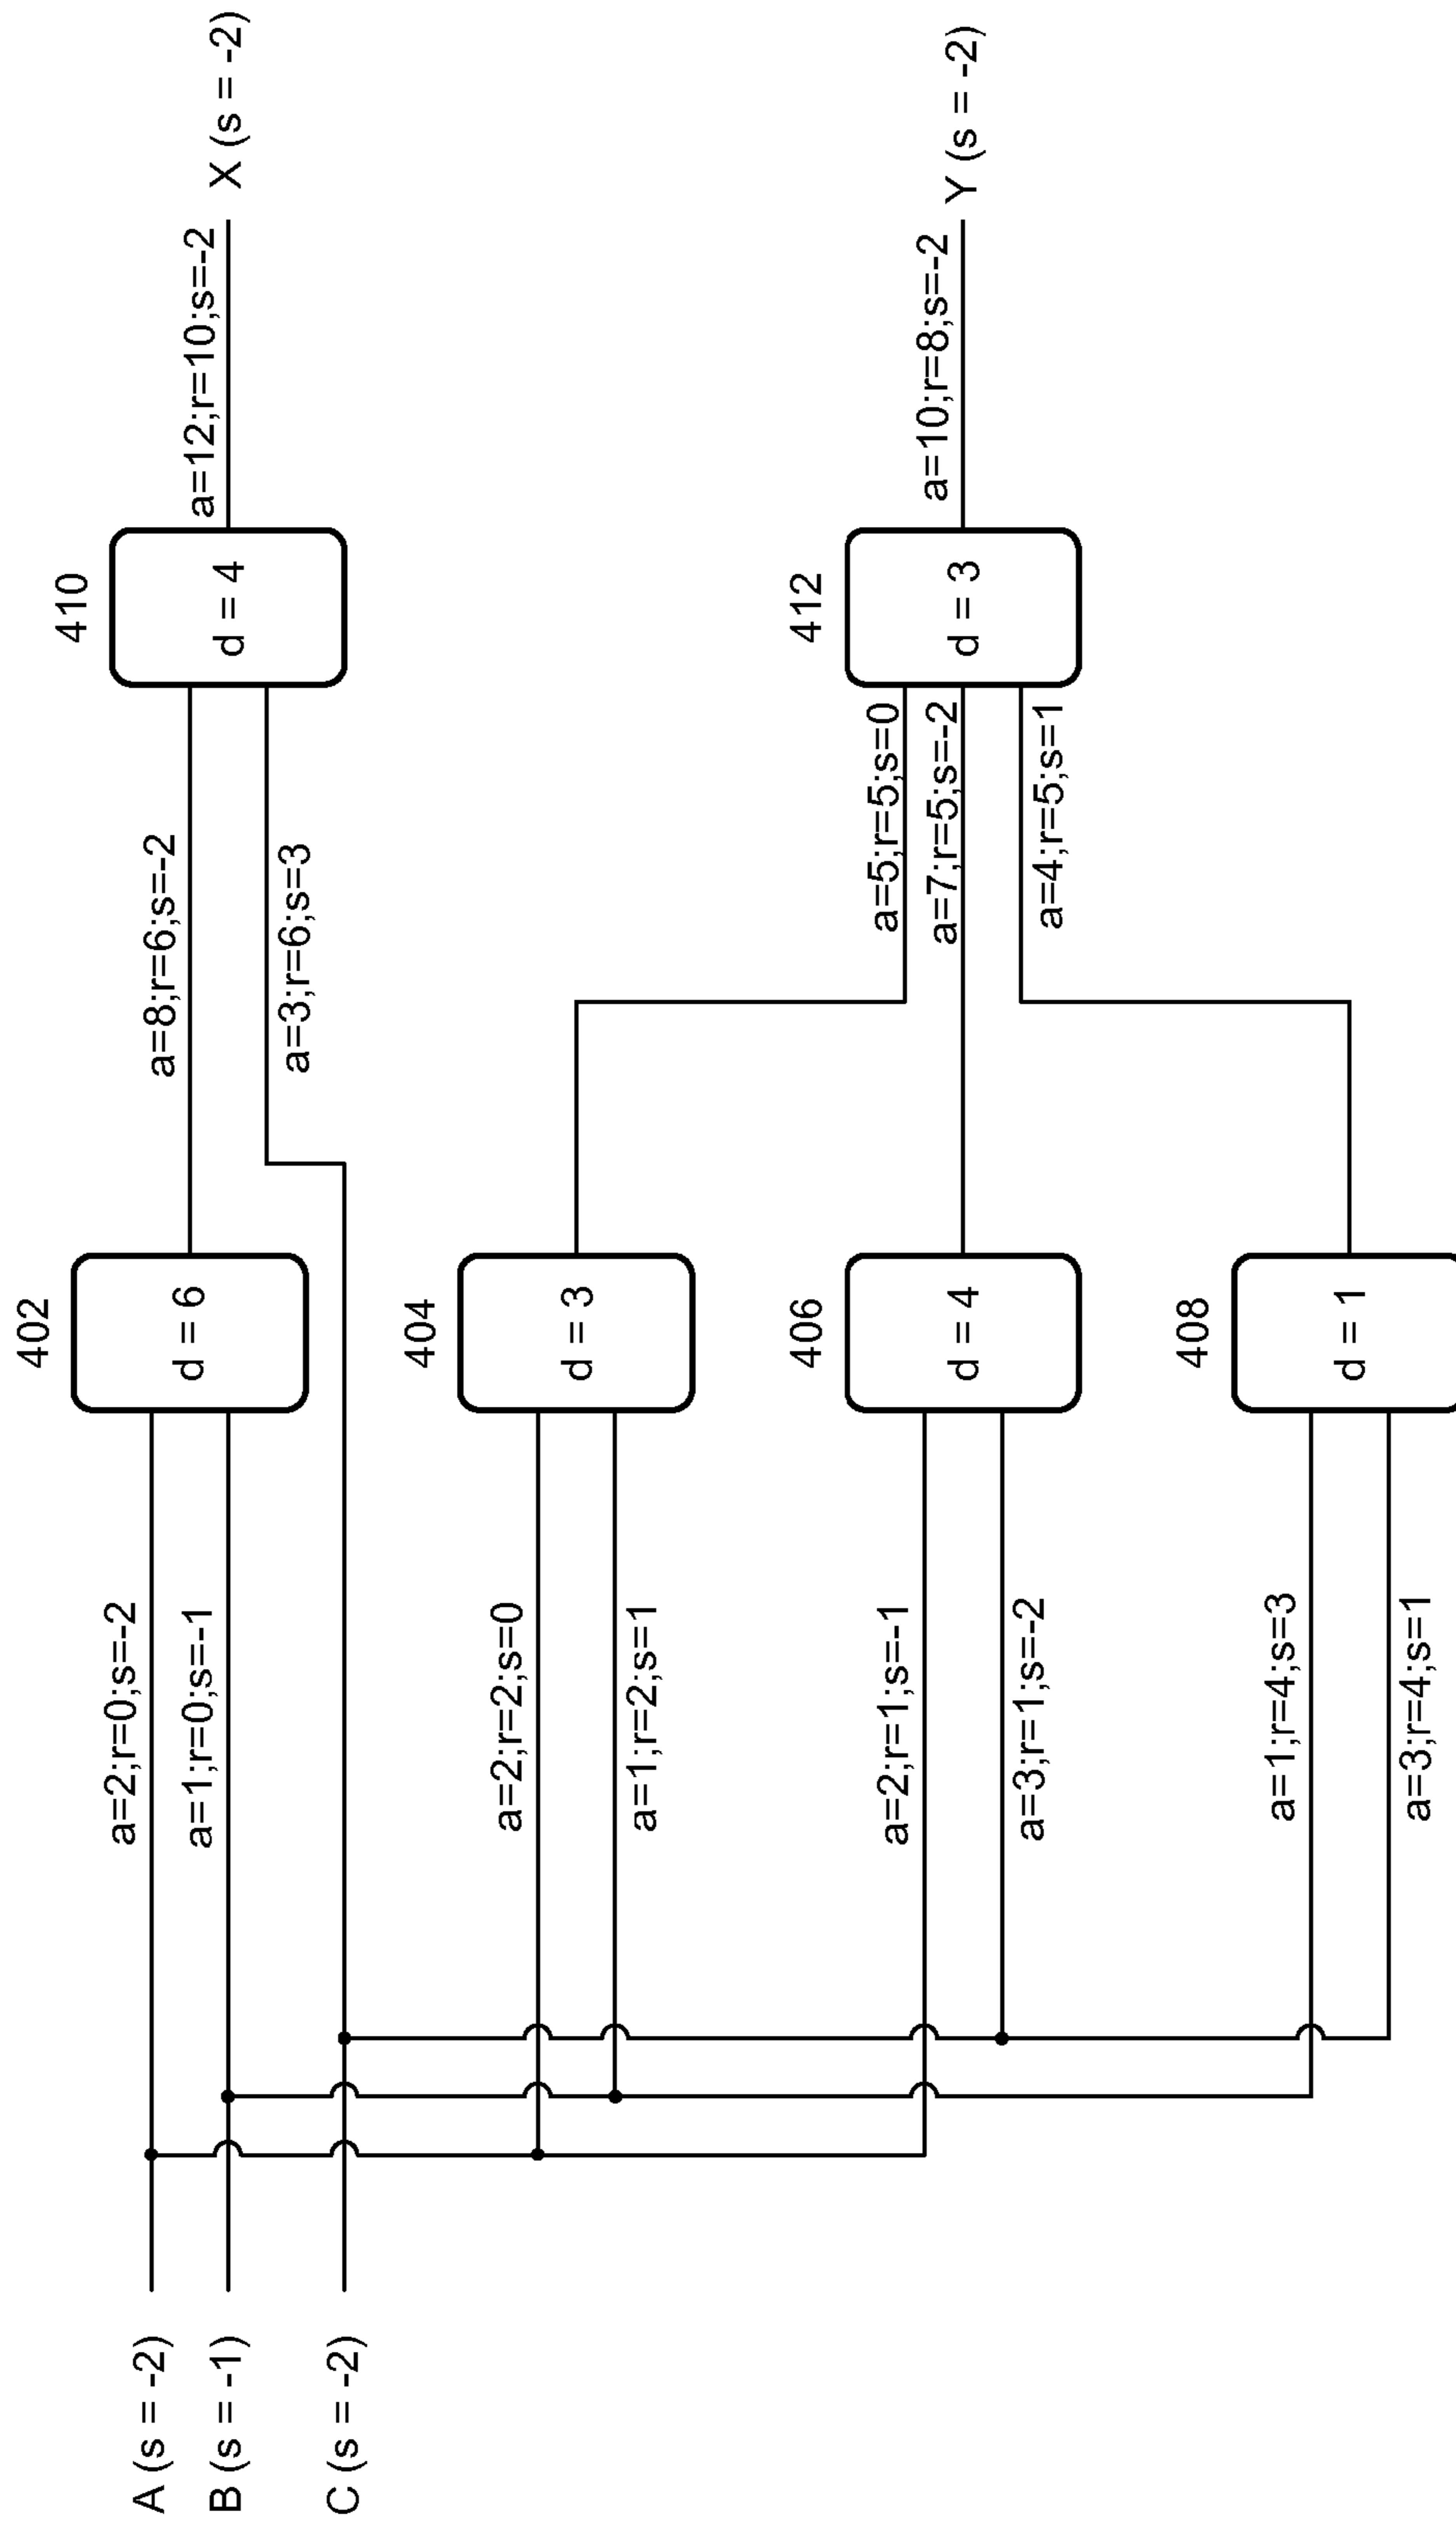 402
410
A (s = -2)
a=2;r=0;s=-2
d = 6
a=8;r=6;s=-2
d = 4
a=12;r=10;s=-2
X (s = -2)
B (s = -1)
a=1;r=0;s=-1
a=3;r=6;s=3
C (s = -2)
404
a=2;r=2;s=0
d = 3
a=1;r=2;s=1
406
412
a=2;r=1;s=-1
d = 4
a=3;r=1;s=-2
a=5;r=5;s=0
a=7;r=5;s=-2
a=4;r=5;s=1
d = 3
a=10;r=8;s=-2
Y (s = -2)
408
a=1;r=4;s=3
d = 1
a=3;r=4;s=1